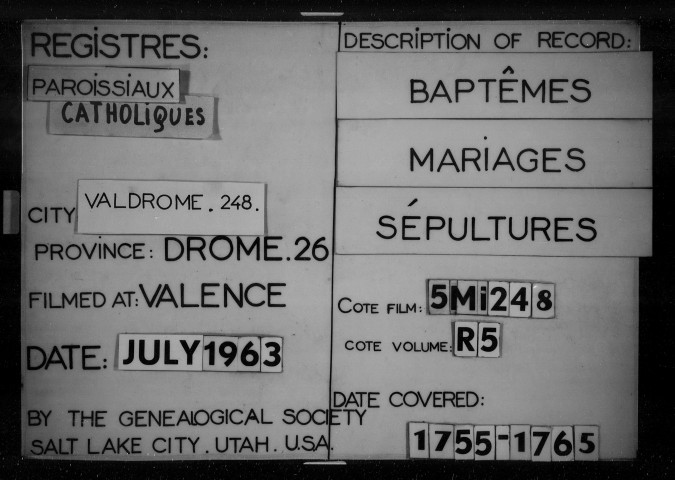 REGISTRES:
PAROISSIAUX
CATHOLIQUES
CITY VALDROME. 248.
PROVINCE: DROME.26
FILMED AT: VALENCE
DATE: JULY 1963
BY THE GENEALOGICAL SOCIETY
SALT LAKE CITY. UTAH. U.S.A.
DESCRIPTION OF RECORD:
BAPTÊMES
MARIAGES
SÉPULTURES
COTE FILM: 5Mi248
COTE VOLUME: R5
DATE COVERED:
1755-1765